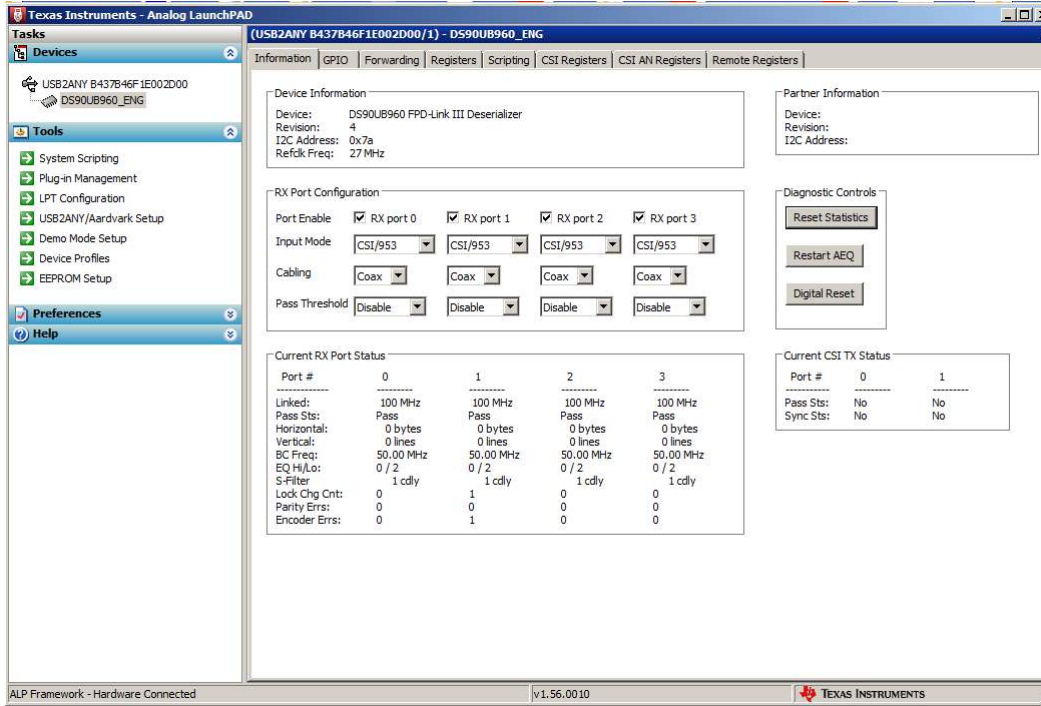 Texas Instruments - Analog LaunchPAD
Tasks
Devices
USB2ANY B437B46F1E002D00
DS90UB960_ENG
Tools
System Scripting
Plug-in Management
LPT Configuration
USB2ANY/Aardvark Setup
Demo Mode Setup
Device Profiles
EEPROM Setup
Preferences
Help
(USB2ANY B437B46F1E002D00/1) - DS90UB960_ENG
Information GPIO Forwarding Registers Scripting CSI Registers CSI AN Registers Remote Registers
Device Information
Device: DS90UB960 FPD-Link III Deserializer
Revision: 4
I2C Address: 0x7a
Refclk Freq: 27 MHz
Partner Information
Device:
Revision:
I2C Address:
RX Port Configuration
Port Enable RX port 0 RX port 1 RX port 2 RX port 3
Input Mode CSI/953 CSI/953 CSI/953 CSI/953
Cabling Coax Coax Coax Coax
Pass Threshold Disable Disable Disable Disable
Diagnostic Controls
Reset Statistics
Restart AEQ
Digital Reset
Current RX Port Status
Port # 0 1 2 3
------------- --------- --------- --------- ---------
Linked: 100 MHz 100 MHz 100 MHz 100 MHz
Pass Sts: Pass Pass Pass Pass
Horizontal: 0 bytes 0 bytes 0 bytes 0 bytes
Vertical: 0 lines 0 lines 0 lines 0 lines
BC Freq: 50.00 MHz 50.00 MHz 50.00 MHz 50.00 MHz
EQ Hi/Lo: 0 / 2 0 / 2 0 / 2 0 / 2
S-Filter 1 cdly 1 cdly 1 cdly 1 cdly
Lock Chg Cnt: 0 1 0 0
Parity Errs: 0 0 0 0
Encoder Errs: 0 1 0 0
Current CSI TX Status
Port # 0 1
----------- --------- ---------
Pass Sts: No No
Sync Sts: No No
ALP Framework - Hardware Connected
v1.56.0010
TEXAS INSTRUMENTS